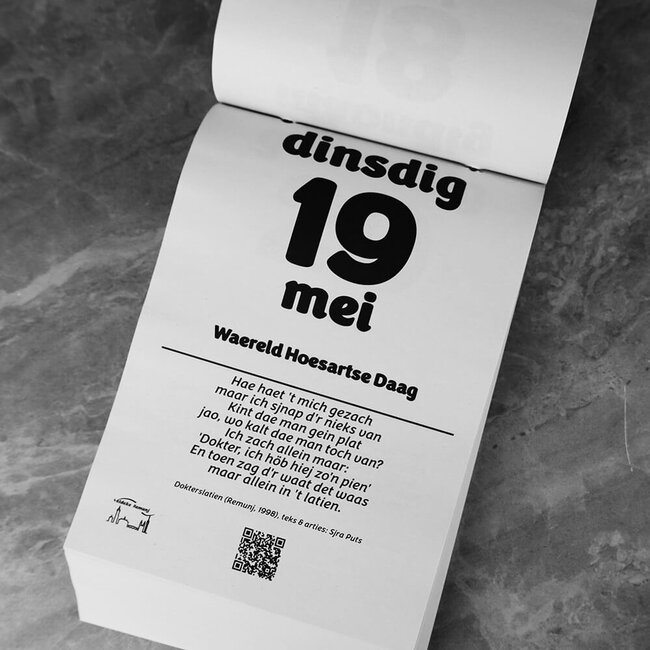 18
dinsdig
19
mei
Waereld Hoesartse Daag
Hae haet 't mich gezach
maar ich sjnap d'r nieks van
Kint dae man gein plat
jao, wo kalt dae man toch van?
Ich zach allein maar:
'Dokter, ich höb hiej zo'n pien'
En toen zag d'r waat det waas
maar allein in 't latien.
Dokterslatien (Remunj, 1998), teks & arties: Sjra Puts